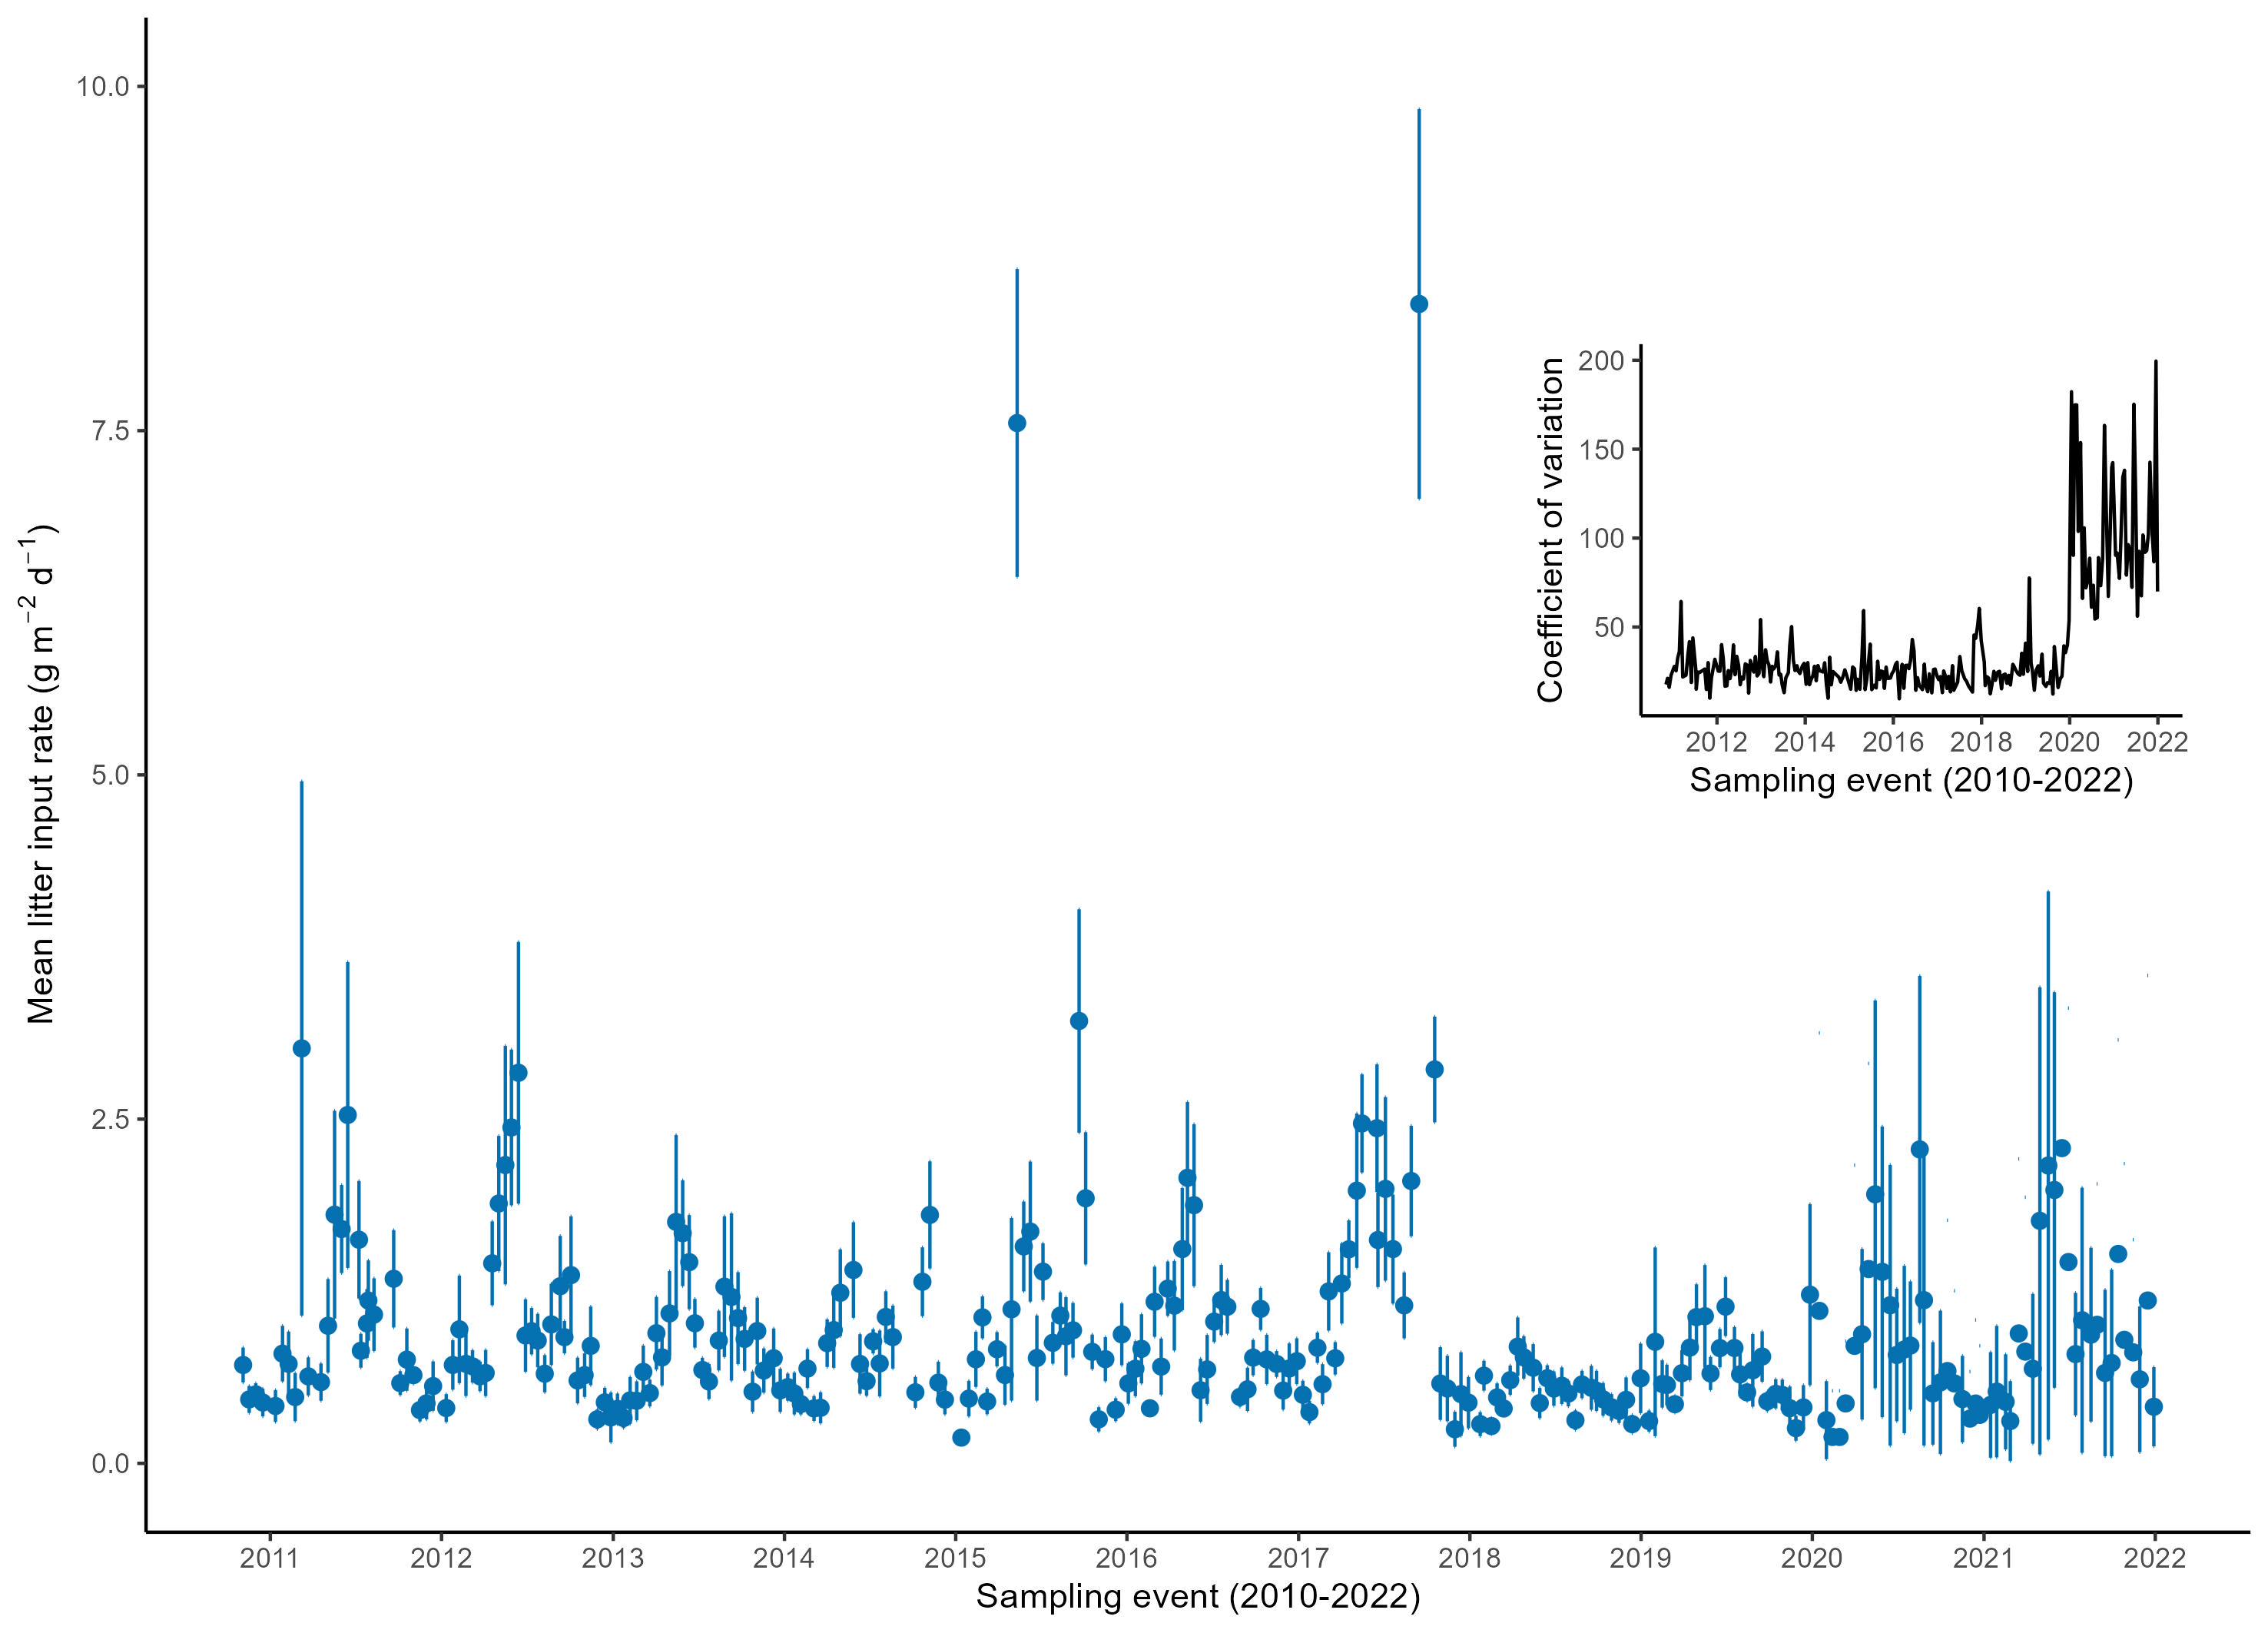 10.0
7.5
5.0
2.5
0.0
Mean litter input rate (g m⁻² d⁻¹)
2011 2012 2013 2014 2015 2016 2017 2018 2019 2020 2021 2022
Sampling event (2010-2022)
200
150
100
50
Coefficient of variation
2012 2014 2016 2018 2020 2022
Sampling event (2010-2022)